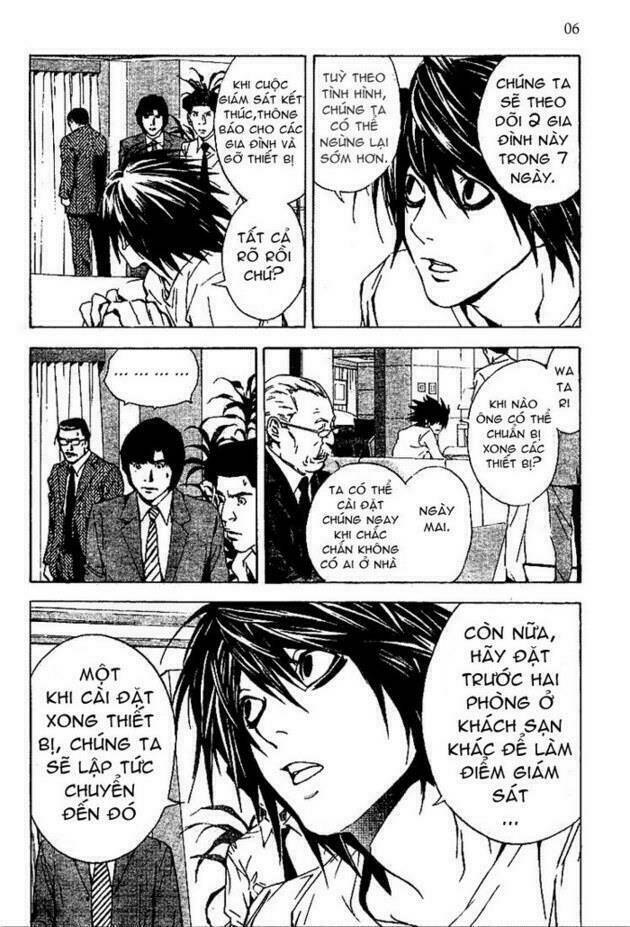 06
CHÚNG TA
SẼ THEO
DÕI 2 GIA
ĐÌNH NÀY
TRONG 7
NGÀY.
TUỲ THEO
TÌNH HÌNH,
CHÚNG TA
CÓ THỂ
NGỪNG LẠI
SỚM HƠN.
KHI CUỘC
GIÁM SÁT KẾT
THÚC,THÔNG
BÁO CHO CÁC
GIA ĐÌNH VÀ
GỠ THIẾT BỊ
TẤT CẢ
RÕ RỒI
CHỨ?
WA
TA
RI
KHI NÀO
ÔNG CÓ THỂ
CHUẨN BỊ
XONG CÁC
THIẾT BỊ?
NGÀY
MAI.
TA CÓ THỂ
CÀI ĐẶT
CHÚNG NGAY
KHI CHẮC
CHẮN KHÔNG
CÓ AI Ở NHÀ
... ... ... ...
CÒN NỮA,
HÃY ĐẶT
TRƯỚC HAI
PHÒNG Ở
KHÁCH SẠN
KHÁC ĐỂ LÀM
ĐIỂM GIÁM
SÁT
...
MỘT
KHI CÀI ĐẶT
XONG THIẾT
BỊ, CHÚNG TA
SẼ LẬP TỨC
CHUYỂN
ĐẾN ĐÓ